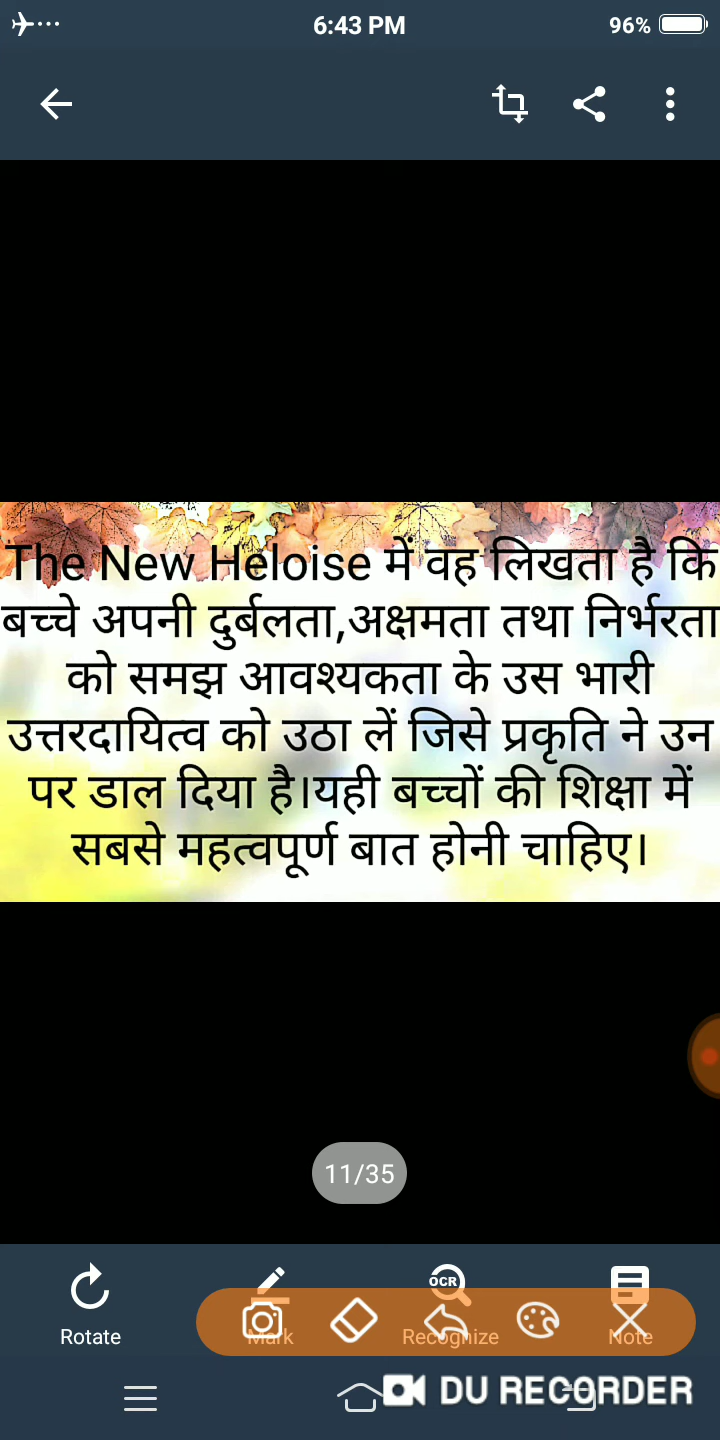 6:43 PM
96%
The New Heloise में वह लिखता है कि
बच्चे अपनी दुर्बलता,अक्षमता तथा निर्भरता
को समझ आवश्यकता के उस भारी
उत्तरदायित्व को उठा लें जिसे प्रकृति ने उन
पर डाल दिया है।यही बच्चों की शिक्षा में
सबसे महत्वपूर्ण बात होनी चाहिए।
11/35
OCR
Rotate Mark Recognize Note
DU RECORDER